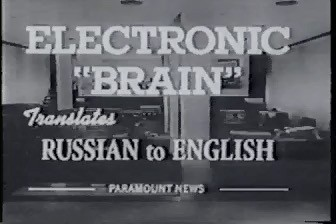 ELECTRONIC
"BRAIN"
Translates
RUSSIAN to ENGLISH
PARAMOUNT NEWS